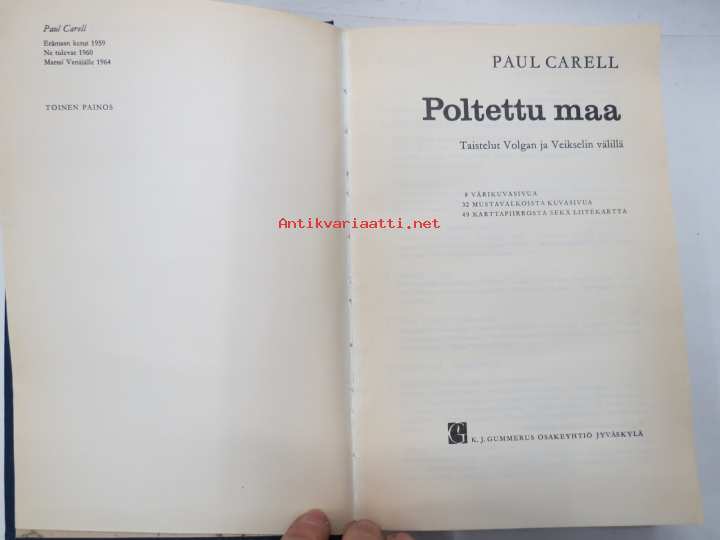 Paul Carell
Erämaan ketut 1959
Ne tulevat 1960
Marssi Venäjälle 1964
TOINEN PAINOS
Antikvariaatti.net
PAUL CARELL
Poltettu maa
Taistelut Volgan ja Veikselin välillä
8 VÄRIKUVASIVUA
32 MUSTAVALKOISTA KUVASIVUA
49 KARTTAPIIRROSTA SEKÄ LIITEKARTTA
G K. J. GUMMERUS OSAKEYHTIÖ JYVÄSKYLÄ